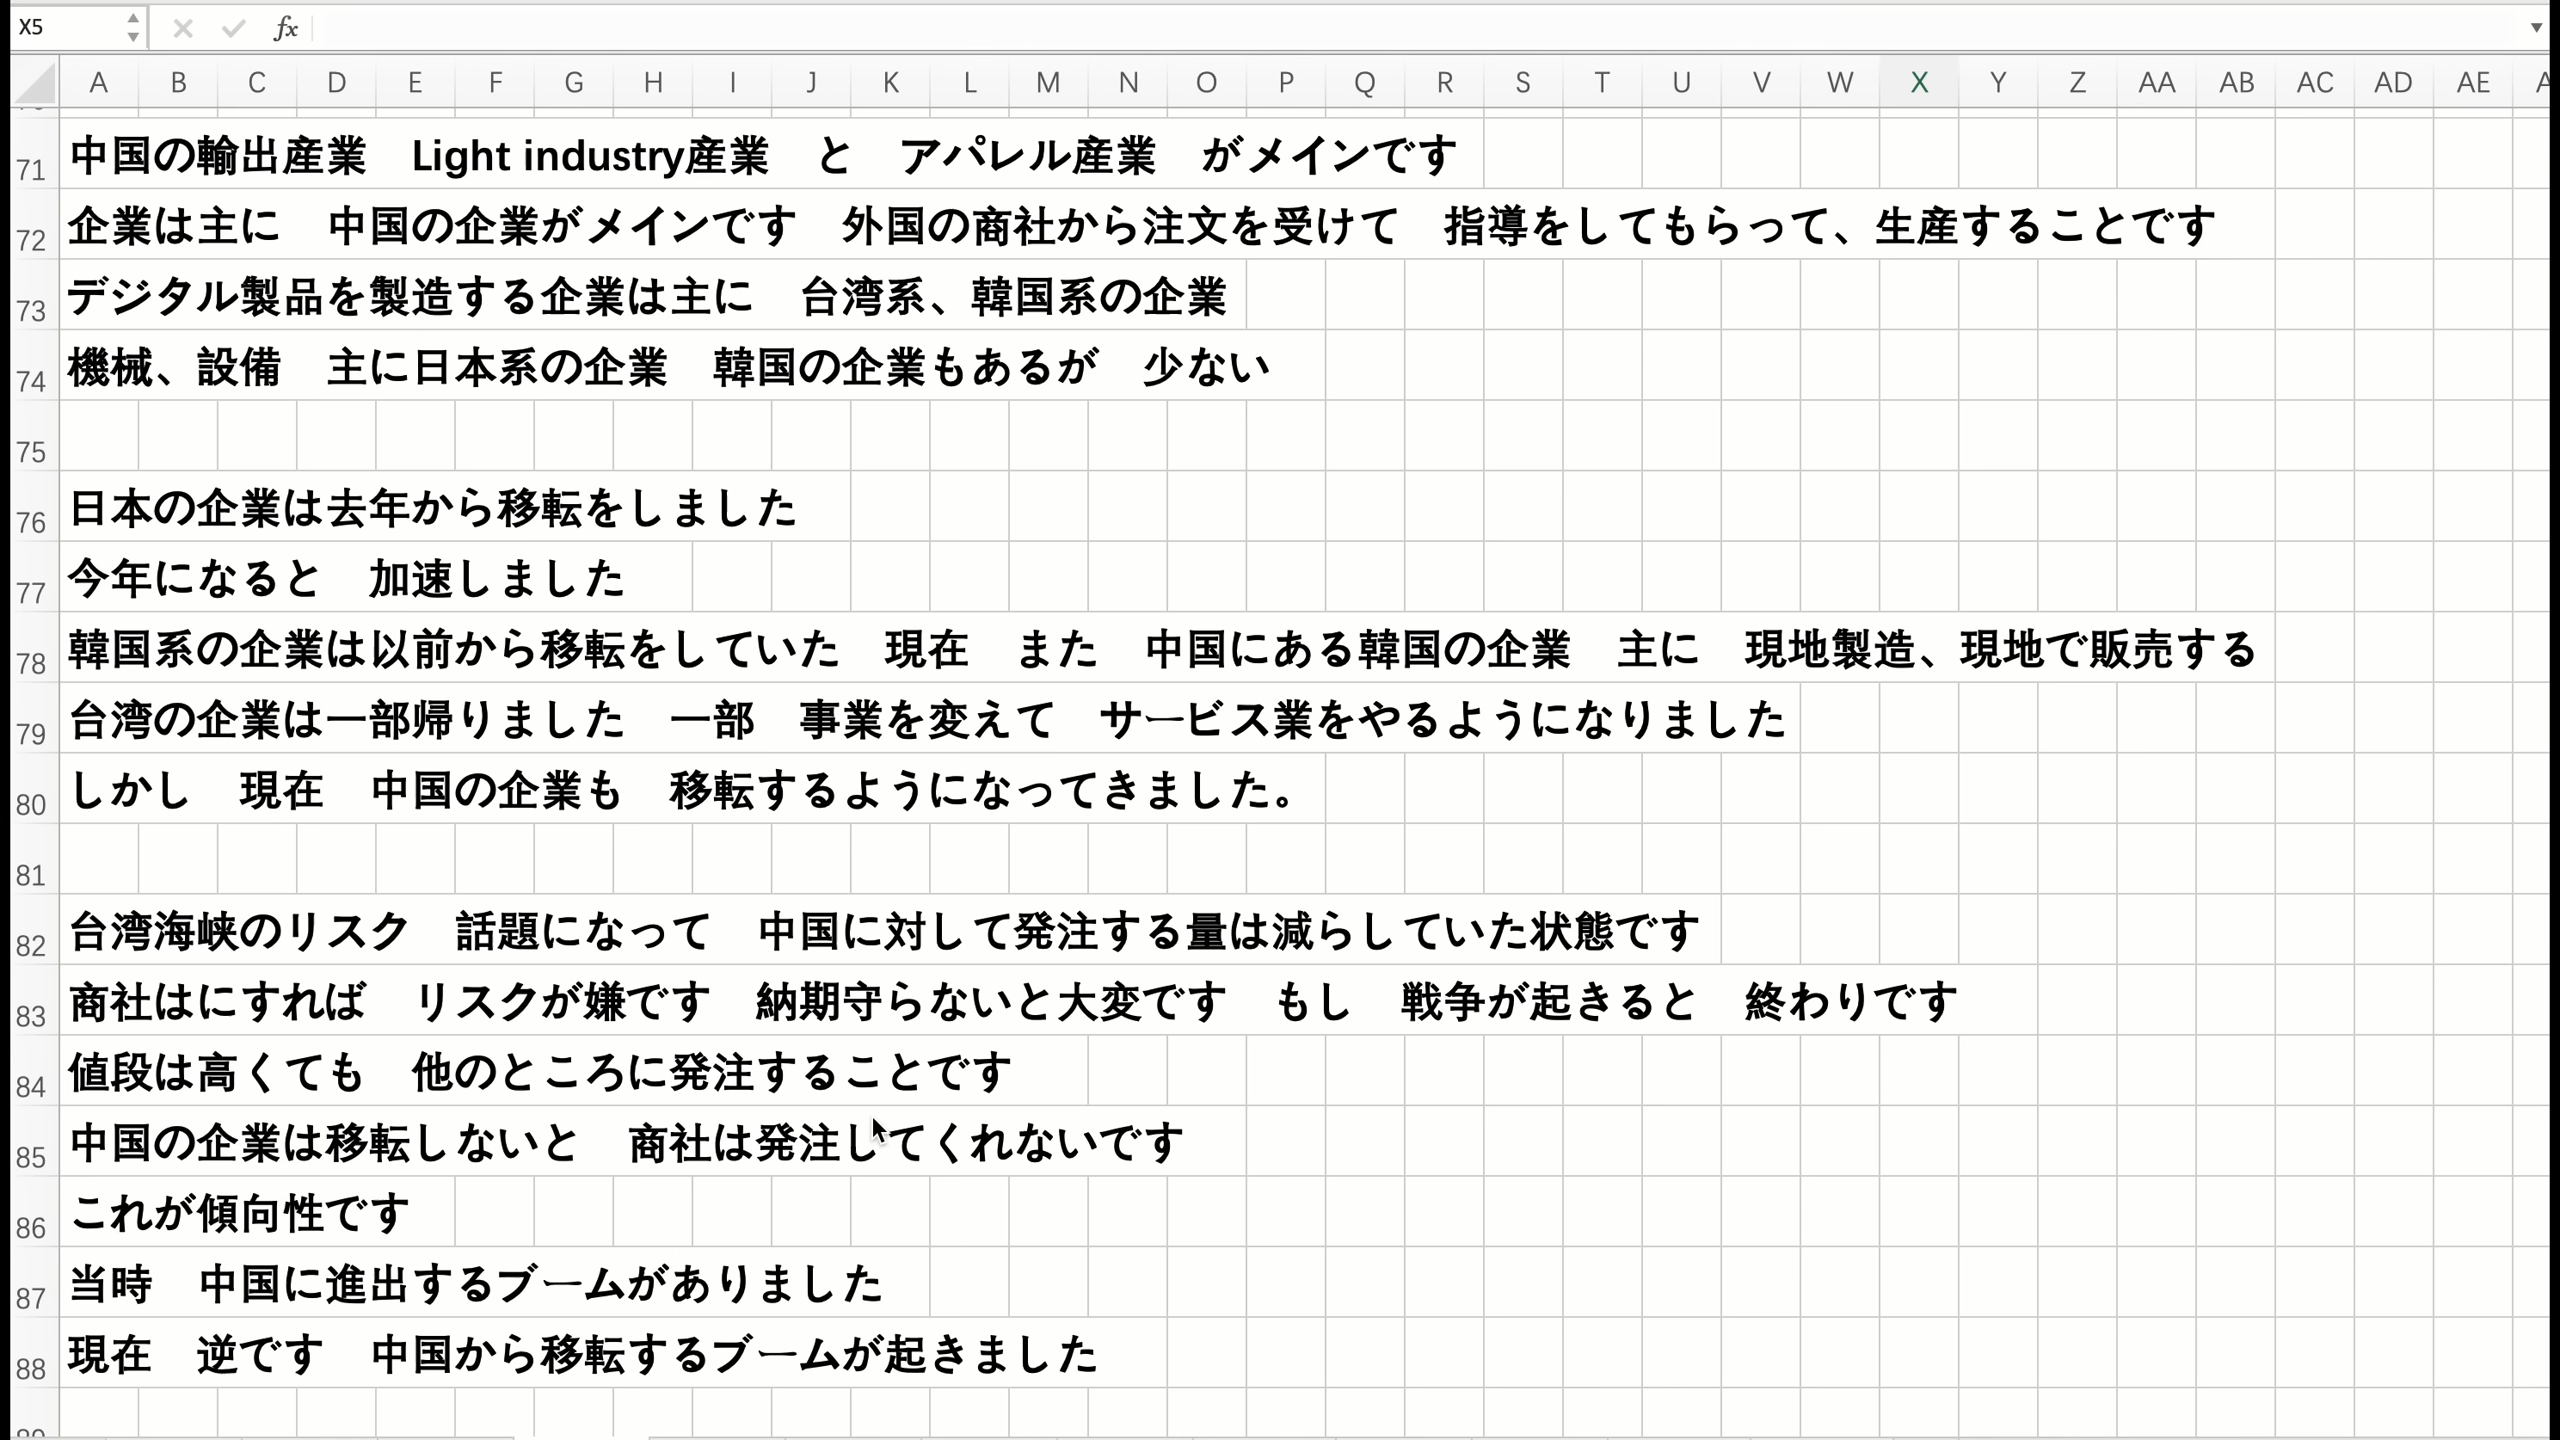 X5 fx
A B C D E F G H I J K L M N O P Q R S T U V W X Y Z AA AB AC AD AE
71 中国の輸出産業　Light industry産業　と　アパレル産業　がメインです
72 企業は主に　中国の企業がメインです　外国の商社から注文を受けて　指導をしてもらって、生産することです
73 デジタル製品を製造する企業は主に　台湾系、韓国系の企業
74 機械、設備　主に日本系の企業　韓国の企業もあるが　少ない
75
76 日本の企業は去年から移転をしました
77 今年になると　加速しました
78 韓国系の企業は以前から移転をしていた　現在　また　中国にある韓国の企業　主に　現地製造、現地で販売する
79 台湾の企業は一部帰りました　一部　事業を変えて　サービス業をやるようになりました
80 しかし　現在　中国の企業も　移転するようになってきました。
81
82 台湾海峡のリスク　話題になって　中国に対して発注する量は減らしていた状態です
83 商社はにすれば　リスクが嫌です　納期守らないと大変です　もし　戦争が起きると　終わりです
84 値段は高くても　他のところに発注することです
85 中国の企業は移転しないと　商社は発注してくれないです
86 これが傾向性です
87 当時　中国に進出するブームがありました
88 現在　逆です　中国から移転するブームが起きました